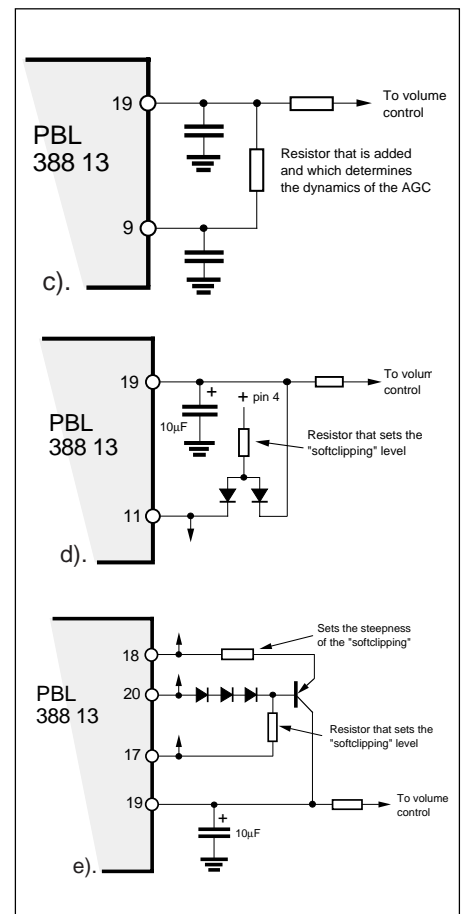 19
To volume
control
PBL
388 13
Resistor that is added
and which determines
the dynamics of the AGC
9
c).
19
To volum
control
+
+ pin 4
PBL
388 13
10µF
Resistor that sets the
"softclipping" level
11
d).
Sets the steepness
of the "softclipping"
18
PBL
388 13
20
Resistor that sets the
"softclipping" level
17
19
To volume
control
+
10µF
e).